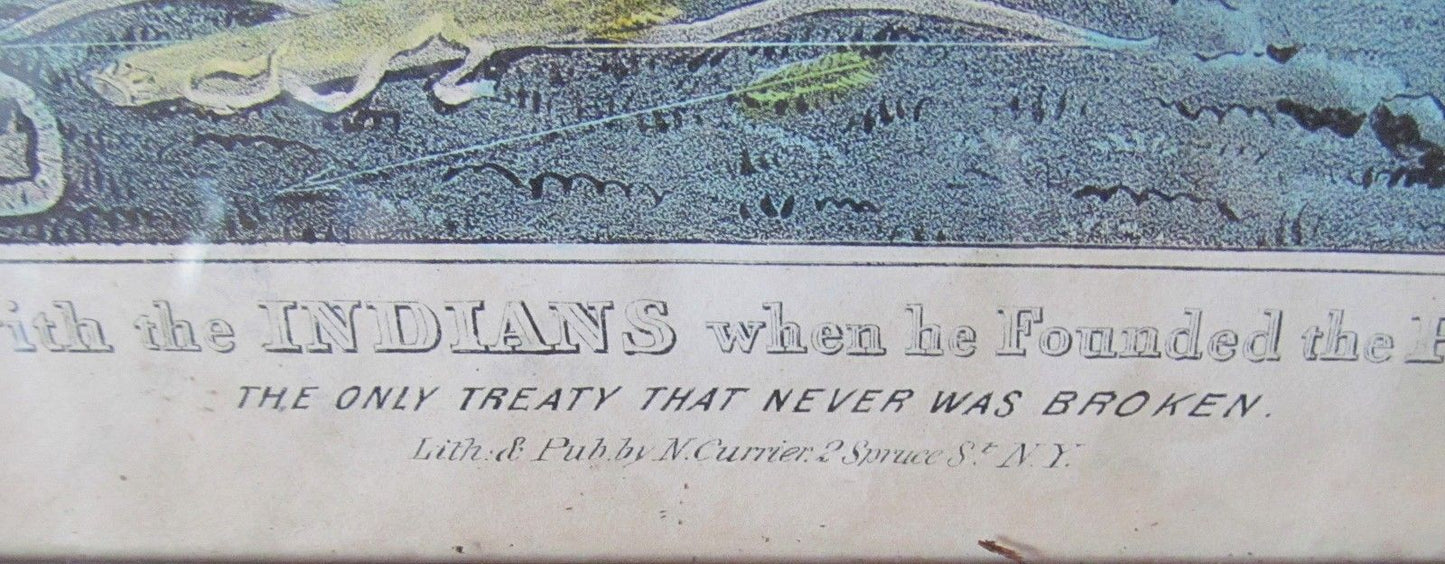 the INDIANS when he Founded the
THE ONLY TREATY THAT NEVER WAS BROKEN.
Lith. & Pub. by N. Currier. 2 Spruce St. N.Y.